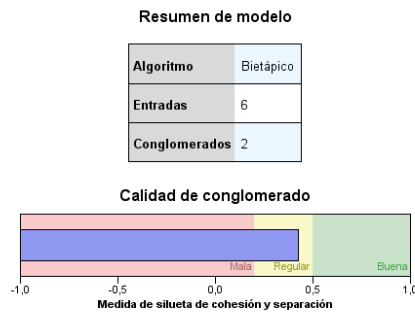 Resumen de modelo
Algoritmo Bietápico
Entradas 6
Conglomerados 2
Calidad de conglomerado
Mala Regular Buena
-1,0 -0,5 0,0 0,5 1,0
Medida de silueta de cohesión y separación